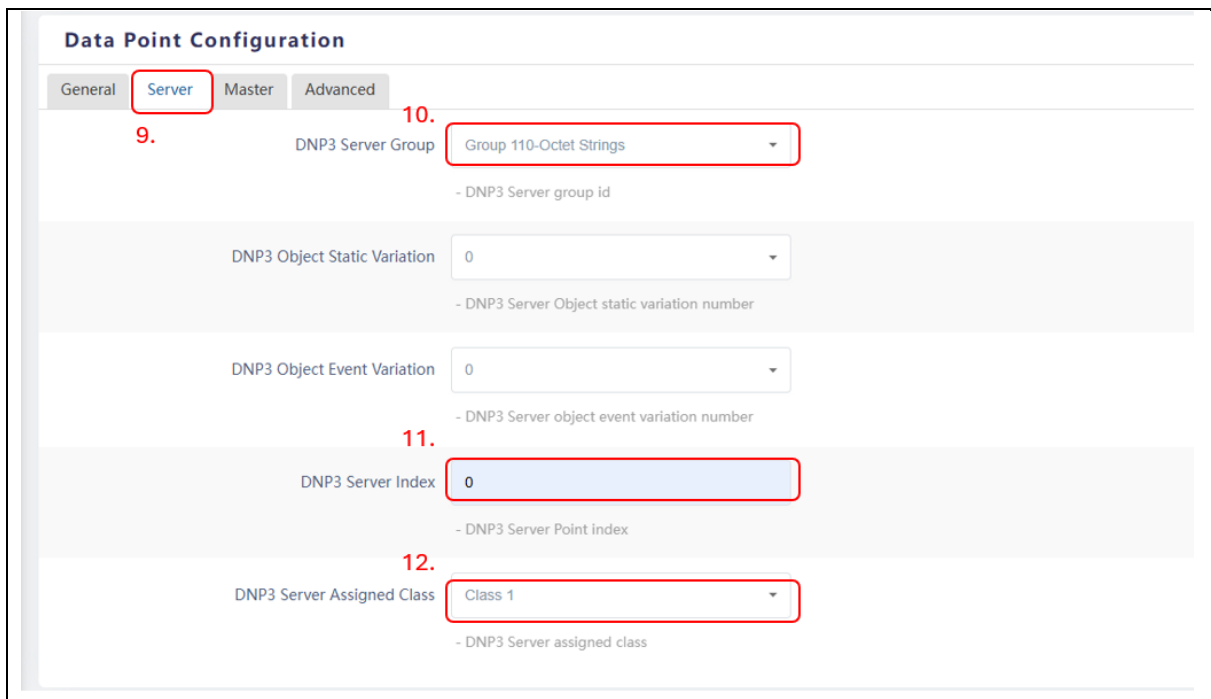 Data Point Configuration
General Server Master Advanced
9.
10.
DNP3 Server Group Group 110-Octet Strings
- DNP3 Server group id
DNP3 Object Static Variation 0
- DNP3 Server Object static variation number
DNP3 Object Event Variation 0
- DNP3 Server object event variation number
11.
DNP3 Server Index 0
- DNP3 Server Point index
12.
DNP3 Server Assigned Class Class 1
- DNP3 Server assigned class